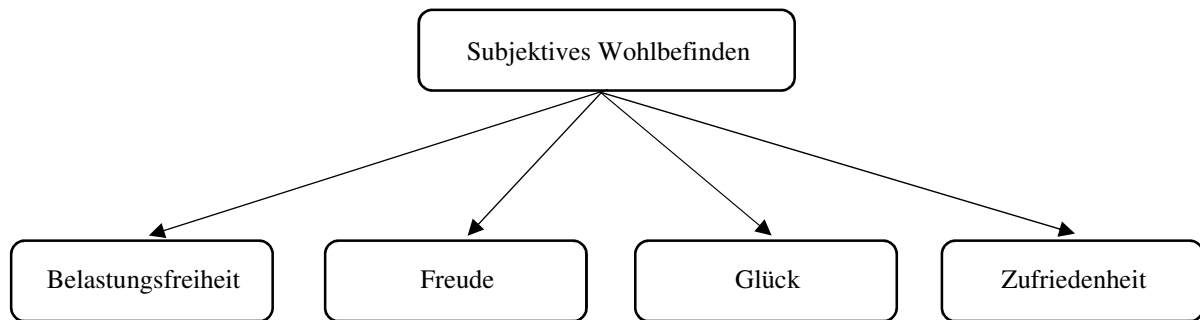 Subjektives Wohlbefinden
Belastungsfreiheit
Freude
Glück
Zufriedenheit